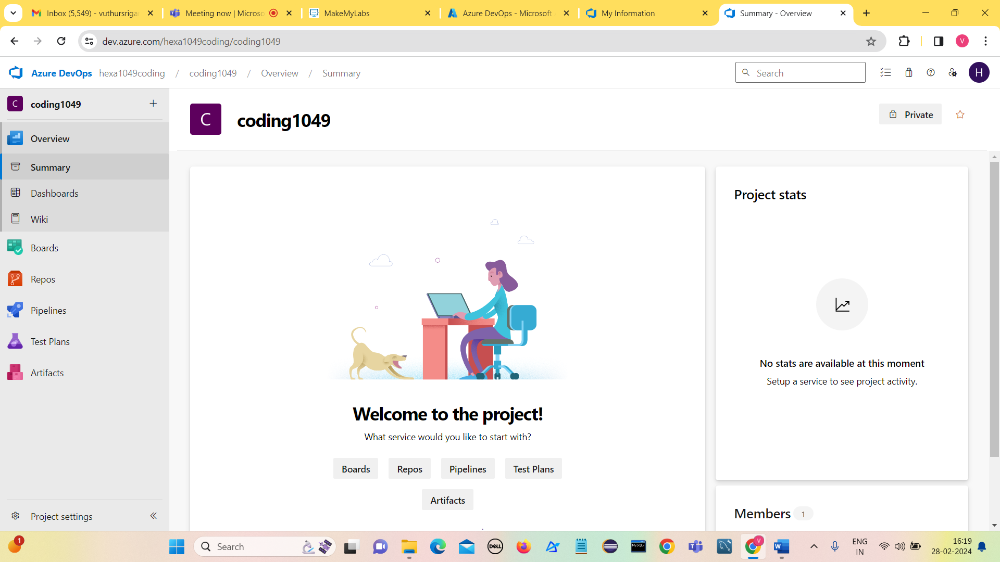 Inbox (5,549) - vuthursrigar
Meeting now | Microso
MakeMyLabs
Azure DevOps - Microsoft
My Information
Summary - Overview
dev.azure.com/hexa1049coding/coding1049
V
Azure DevOps hexa1049coding / coding1049 / Overview / Summary
Search
H
C coding1049
Overview
Summary
Dashboards
Wiki
Boards
Repos
Pipelines
Test Plans
Artifacts
Project settings
C coding1049
Private
Welcome to the project!
What service would you like to start with?
Boards Repos Pipelines Test Plans
Artifacts
Project stats
No stats are available at this moment
Setup a service to see project activity.
Members 1
1
Search
DELL
MySQL
V
W
ENG
IN
16:19
28-02-2024